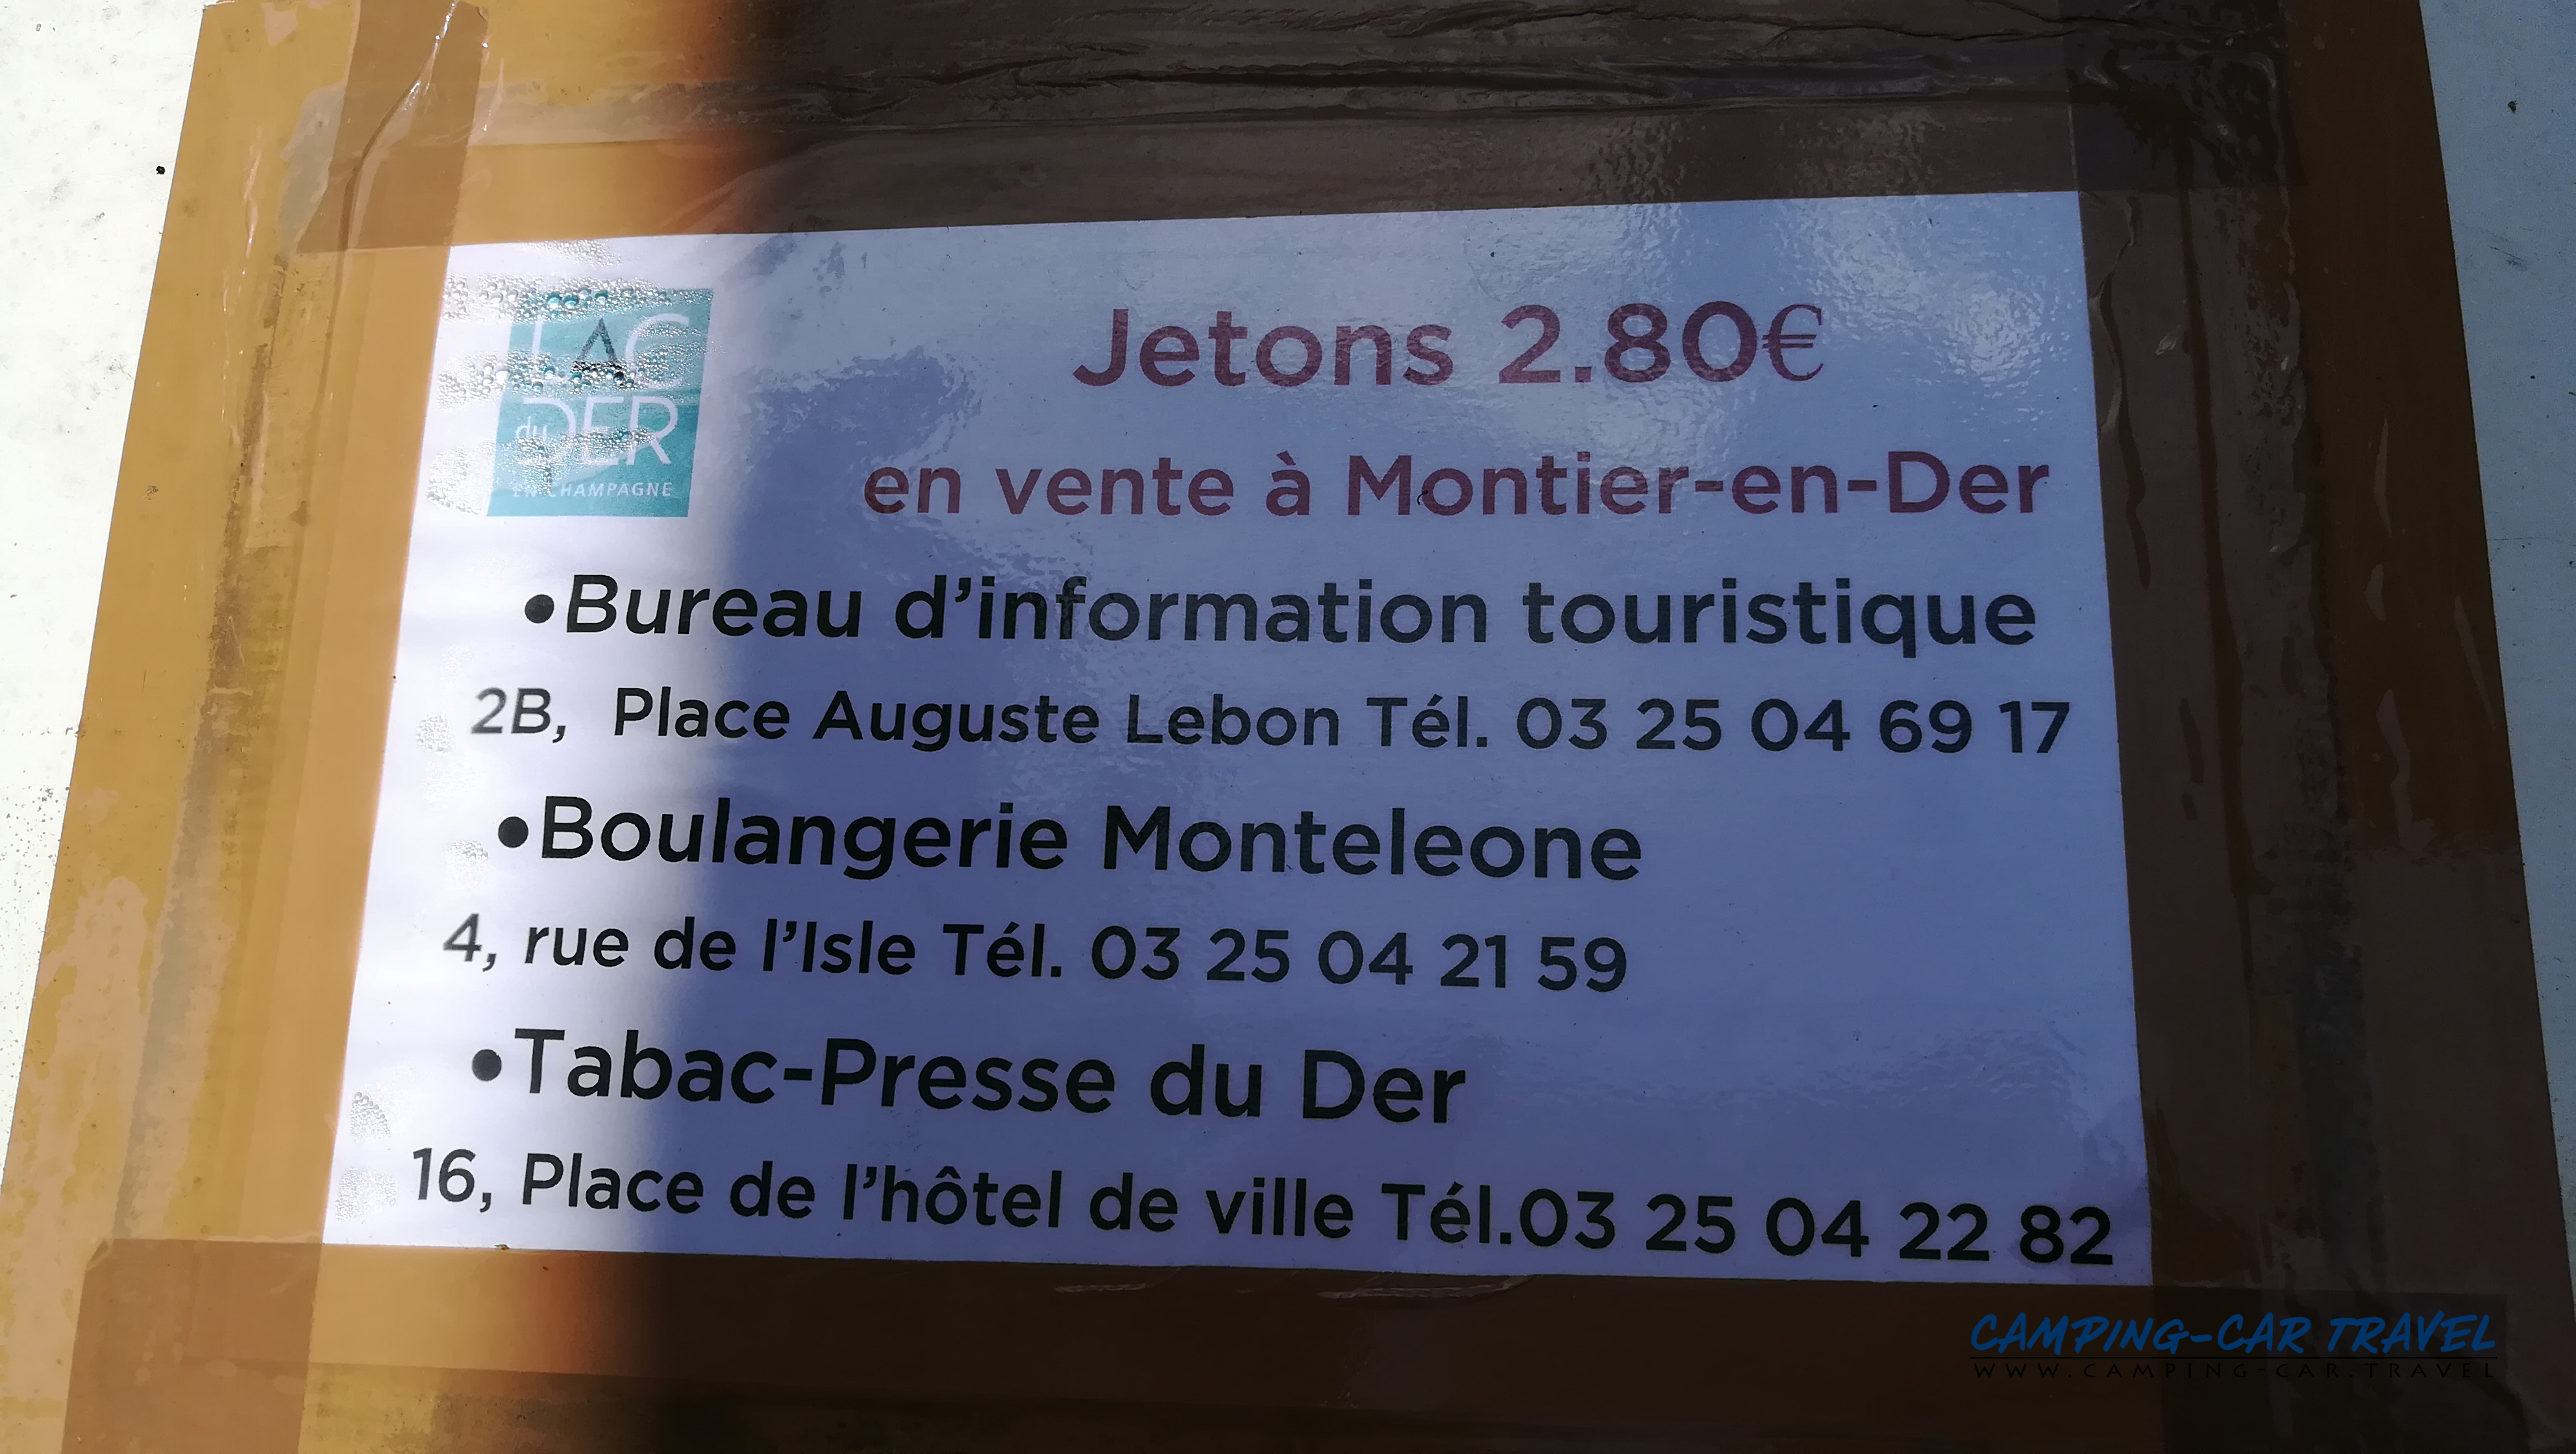 LAC
du DER
EN CHAMPAGNE
Jetons 2.80€
en vente à Montier-en-Der
•Bureau d'information touristique
2B, Place Auguste Lebon Tél. 03 25 04 69 17
•Boulangerie Monteleone
4, rue de l'Isle Tél. 03 25 04 21 59
•Tabac-Presse du Der
16, Place de l'hôtel de ville Tél.03 25 04 22 82
CAMPING-CAR TRAVEL
WWW.CAMPING-CAR.TRAVEL